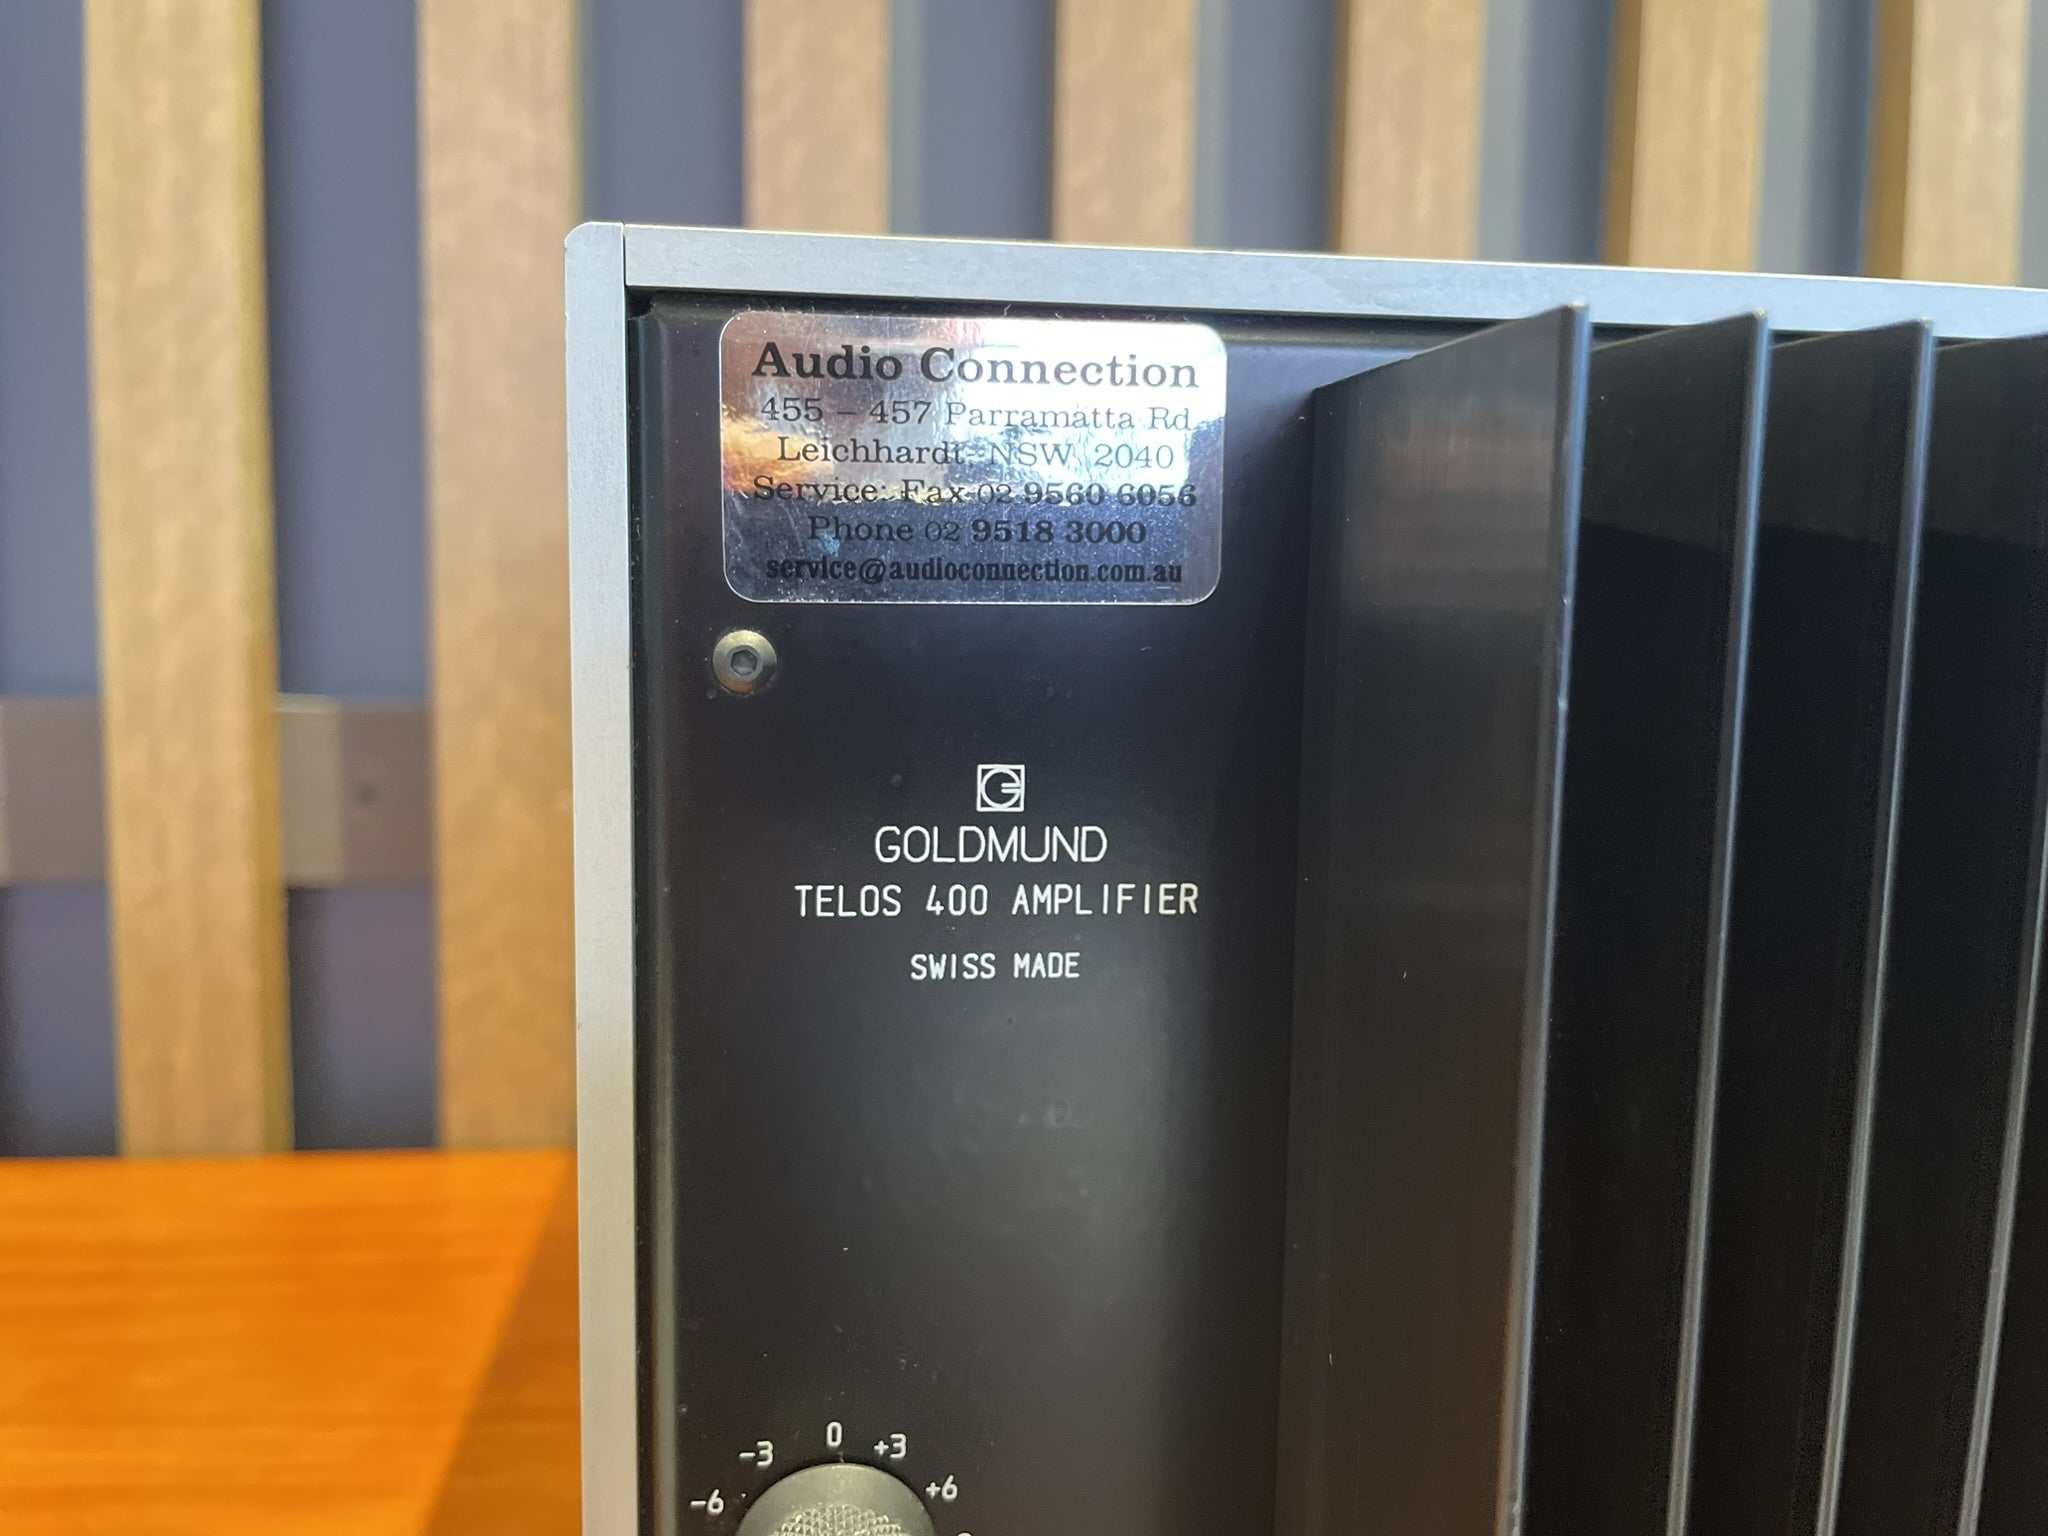 Audio Connection
455 – 457 Parramatta Rd
Leichhardt, NSW, 2040
Service: Fax 02 9560 6056
Phone 02 9518 3000
service@audioconnection.com.au
GOLDMUND
TELOS 400 AMPLIFIER
SWISS MADE
-6 -3 0 +3 +6